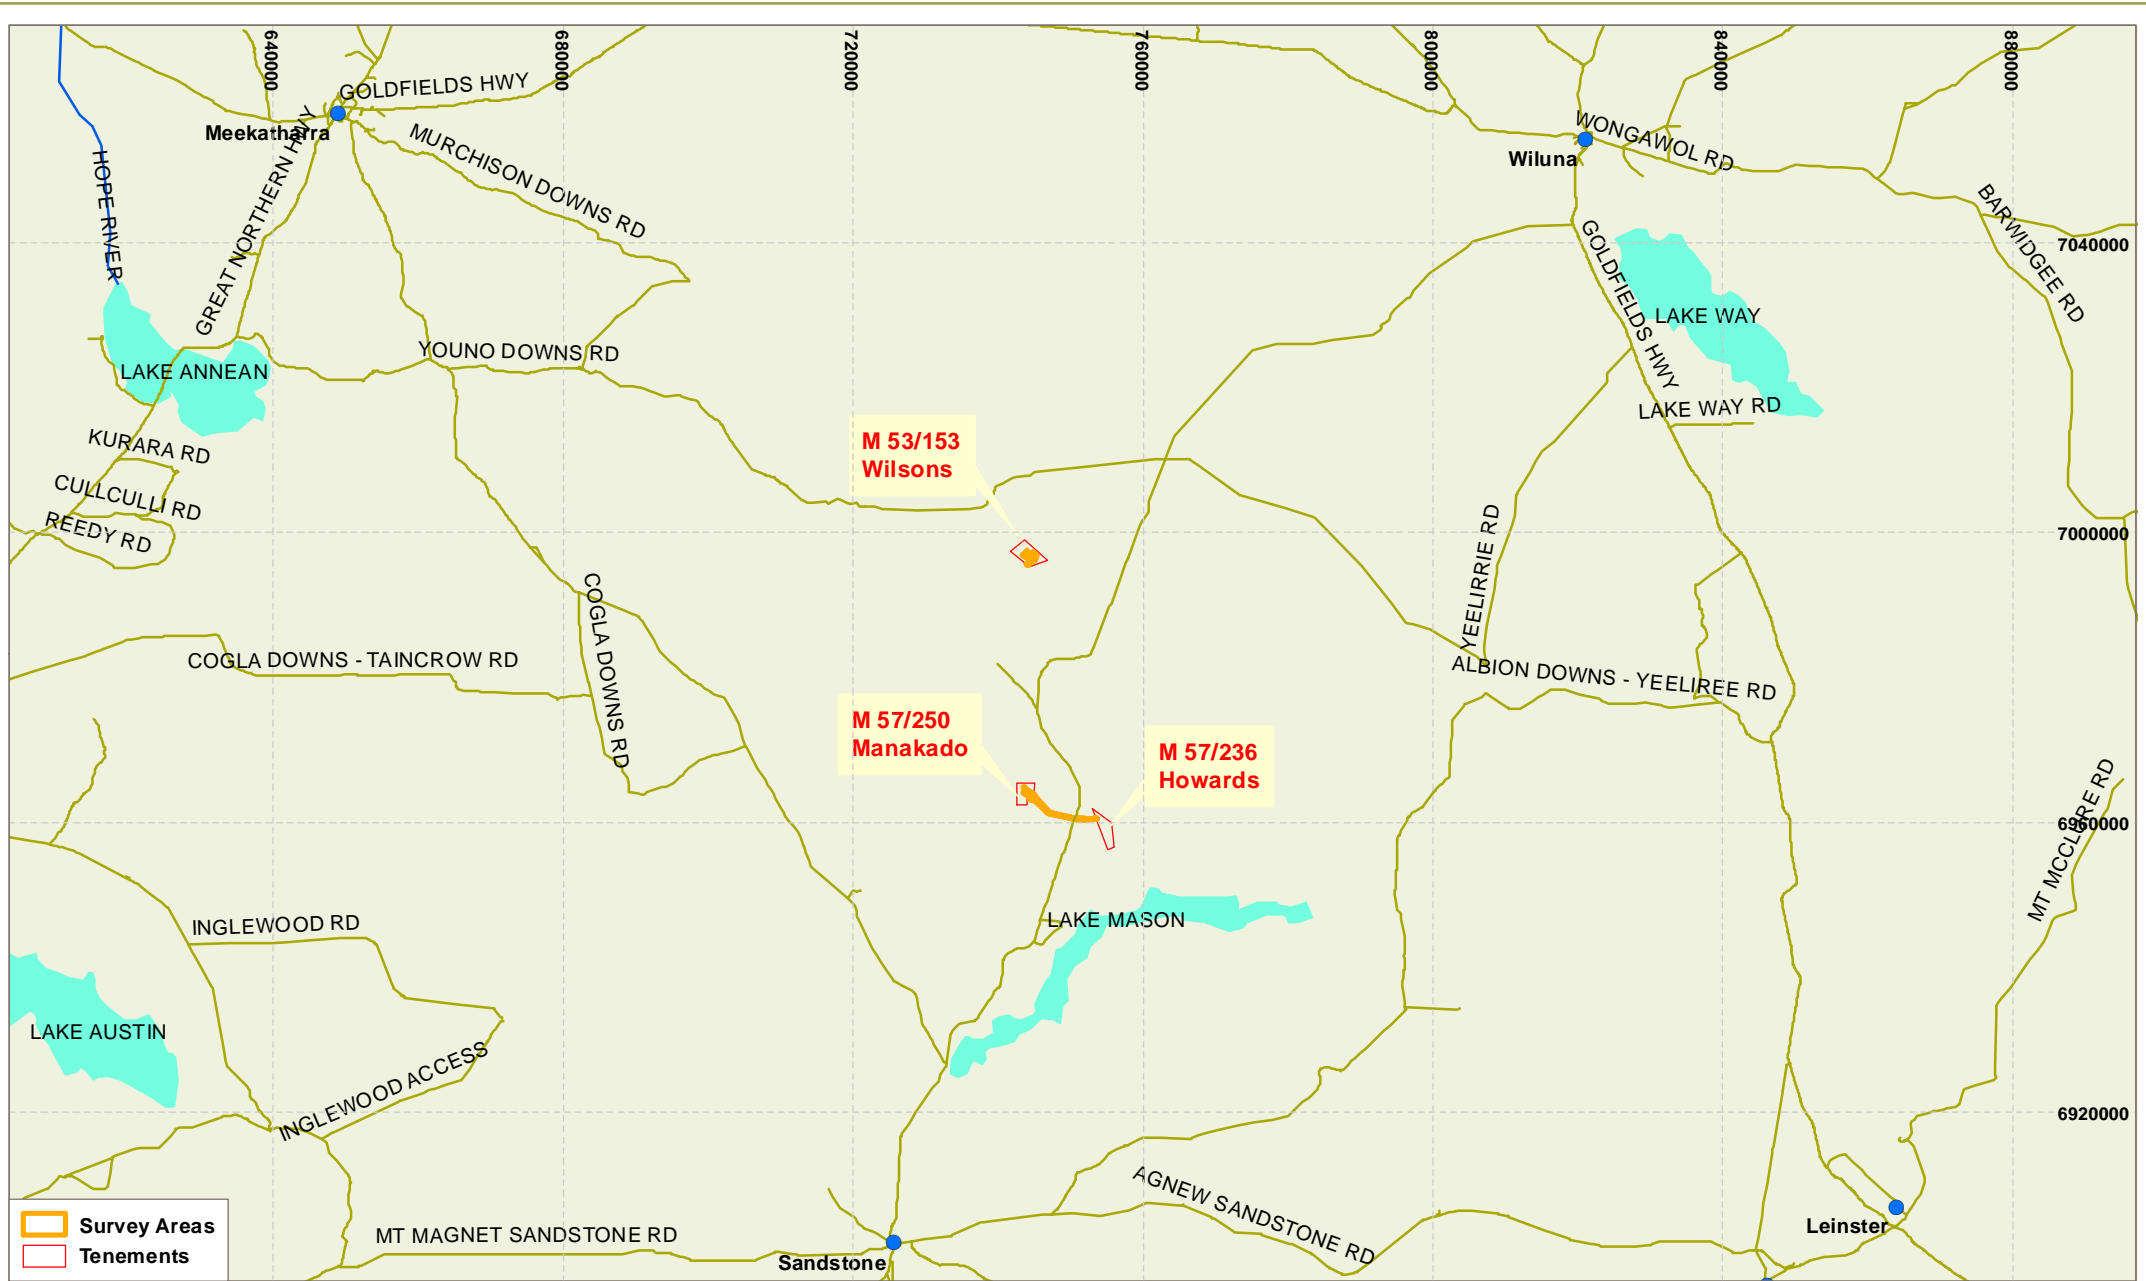 640000
680000
720000
760000
800000
840000
880000
GOLDFIELDS HWY
Meekatharra
MURCHISON DOWNS RD
WONGAWOL RD
Wiluna
HOPE RIVER
GREAT NORTHERN HWY
BARWIDGEE RD
7040000
GOLDFIELDS HWY
LAKE WAY
YOUNO DOWNS RD
LAKE ANNEAN
LAKE WAY RD
KURARA RD
M 53/153
Wilsons
CULLCULLI RD
REEDY RD
7000000
YEELIRRIE RD
COGLA DOWNS RD
COGLA DOWNS - TAINCROW RD
ALBION DOWNS - YEELIREE RD
M 57/250
Manakado
M 57/236
Howards
6960000
MT MCCLURE RD
INGLEWOOD RD
LAKE MASON
LAKE AUSTIN
INGLEWOOD ACCESS
6920000
AGNEW SANDSTONE RD
Survey Areas
Tenements
MT MAGNET SANDSTONE RD
Sandstone
Leinster